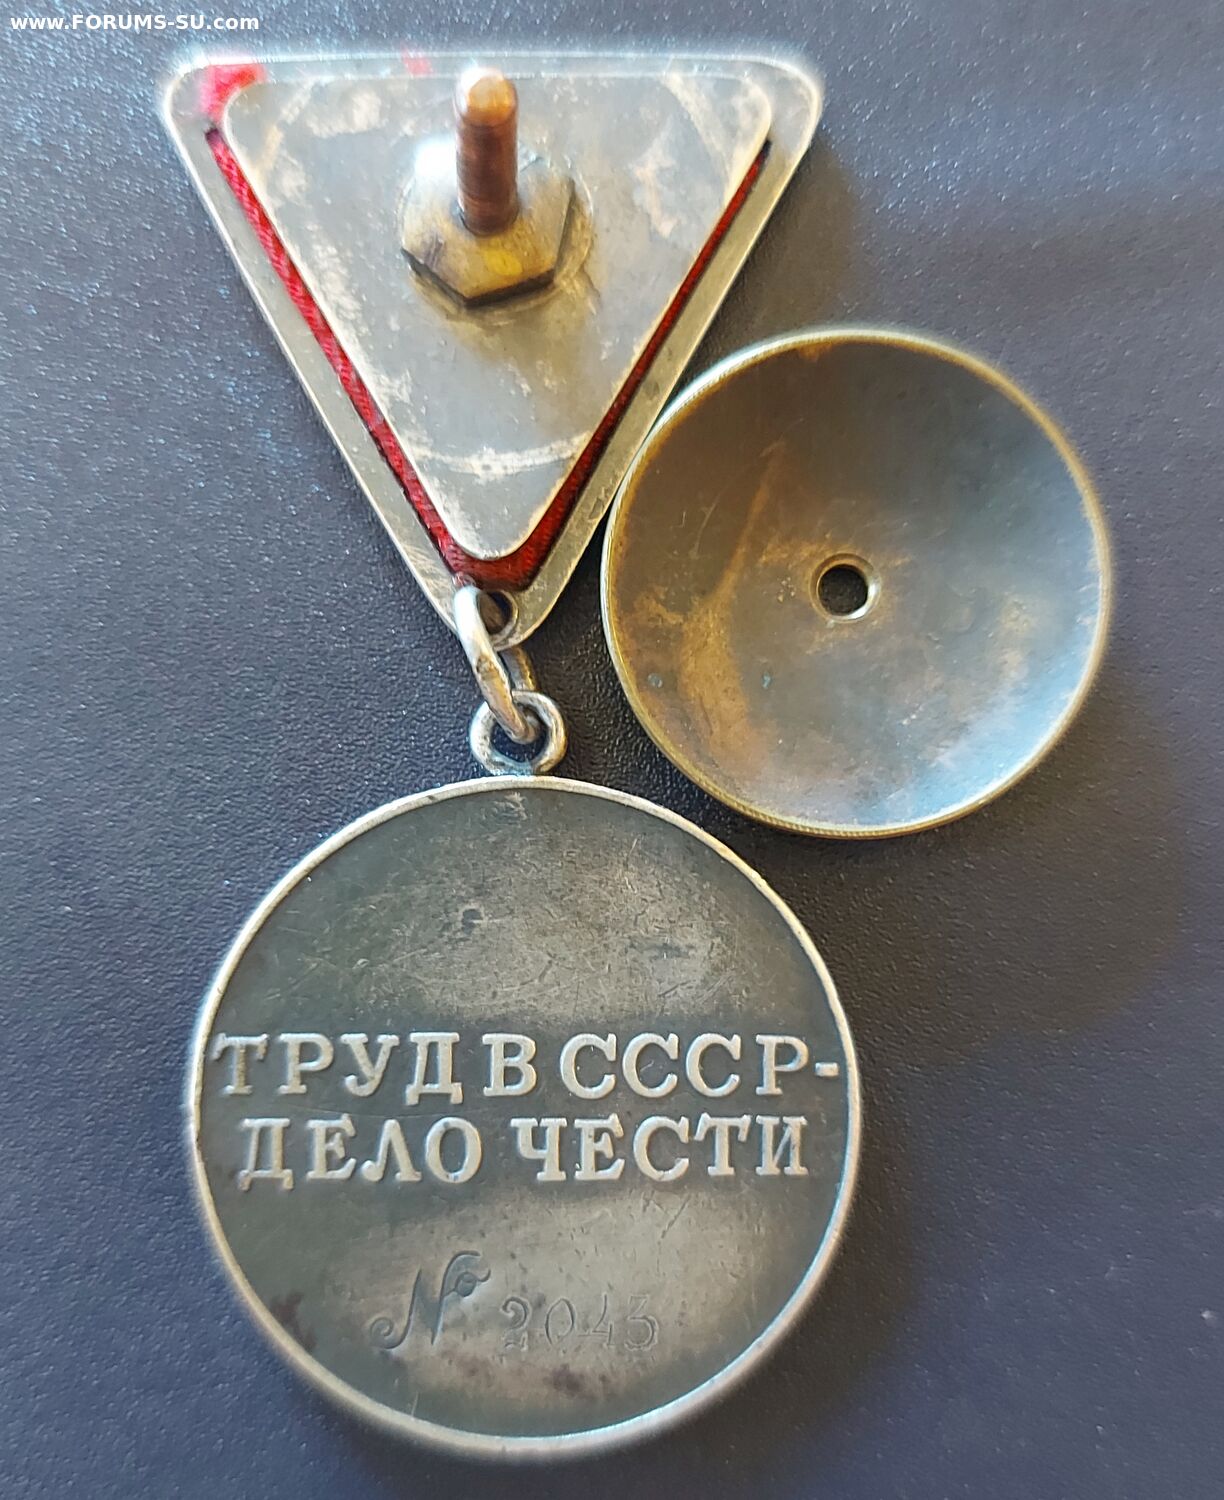 www.FORUMS-SU.com
ТРУД В СССР-
ДЕЛО ЧЕСТИ
№ 2043